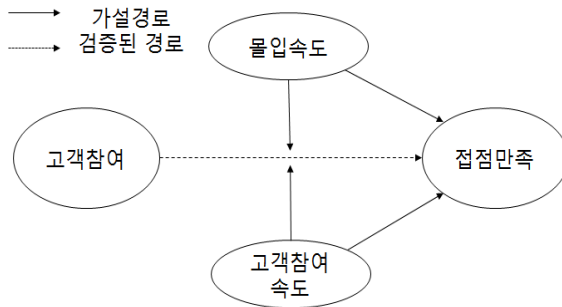 가설경로
검증된 경로
몰입속도
고객참여
접점만족
고객참여
속도